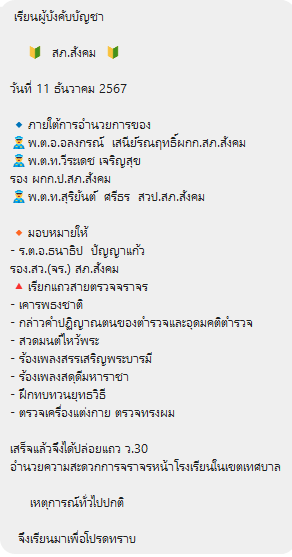 เรียนผู้บังคับบัญชา
🔰 สภ.สังคม 🔰
วันที่ 11 ธันวาคม 2567
🔹ภายใต้การอำนวยการของ
👮พ.ต.อ.อลงกรณ์ เสนีย์รณฤทธิ์ผกก.สภ.สังคม
👮พ.ต.ท.วีระเดช เจริญสุข
รอง ผกก.ป.สภ.สังคม
👮พ.ต.ท.สุริยันต์ ศรีธร สวป.สภ.สังคม
🔸มอบหมายให้
- ร.ต.อ.ธนาธิป ปัญญาแก้ว
รอง.สว.(จร.) สภ.สังคม
🔺เรียกแถวสายตรวจจราจร
- เคารพธงชาติ
- กล่าวคำปฏิญาณตนของตำรวจและอุดมคติตำรวจ
- สวดมนต์ไหว้พระ
- ร้องเพลงสรรเสริญพระบารมี
- ร้องเพลงสดุดีมหาราชา
- ฝึกทบทวนยุทธวิธี
- ตรวจเครื่องแต่งกาย ตรวจทรงผม
เสร็จแล้วจึงได้ปล่อยแถว ว.30
อำนวยความสะดวกการจราจรหน้าโรงเรียนในเขตเทศบาล
เหตุการณ์ทั่วไปปกติ
จึงเรียนมาเพื่อโปรดทราบ